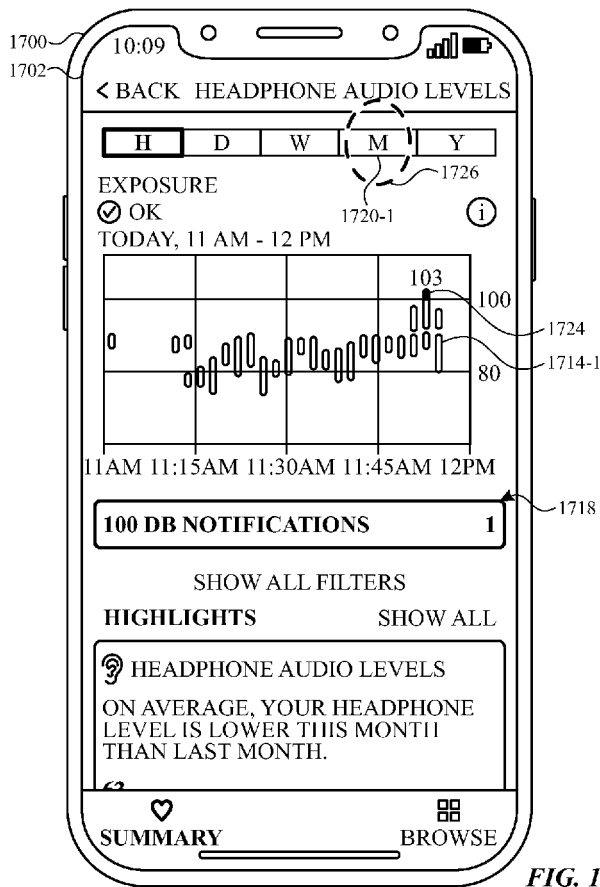 1700
1702
10:09
< BACK HEADPHONE AUDIO LEVELS
H D W M Y
1726
1720-1
EXPOSURE
OK
i
TODAY, 11 AM - 12 PM
103
100
1724
1714-1
80
11AM 11:15AM 11:30AM 11:45AM 12PM
1718
100 DB NOTIFICATIONS 1
SHOW ALL FILTERS
HIGHLIGHTS SHOW ALL
HEADPHONE AUDIO LEVELS
ON AVERAGE, YOUR HEADPHONE
LEVEL IS LOWER THIS MONTH
THAN LAST MONTH.
SUMMARY BROWSE
FIG. 1